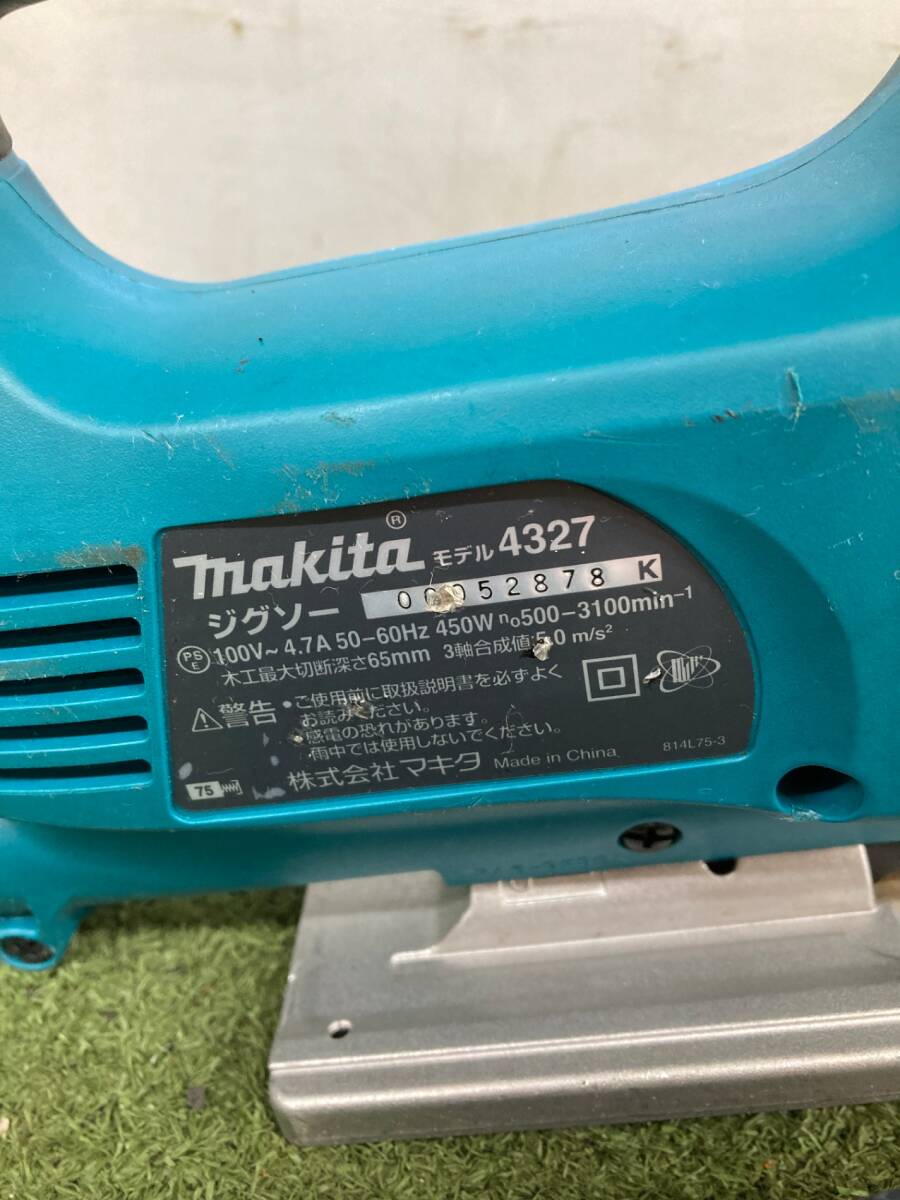 makita® モデル 4327
ジグソー 00052878 K
PSE 100V～4.7A 50-60Hz 450W n₀500-3100min⁻¹
木工最大切断深さ65mm 3軸合成値: m/s²
警告 ●ご使用前に取扱説明書を必ずよく
お読みください。
●感電の恐れがあります。
雨中では使用しないでください。
75 株式会社 マキタ Made in China 814L75-3